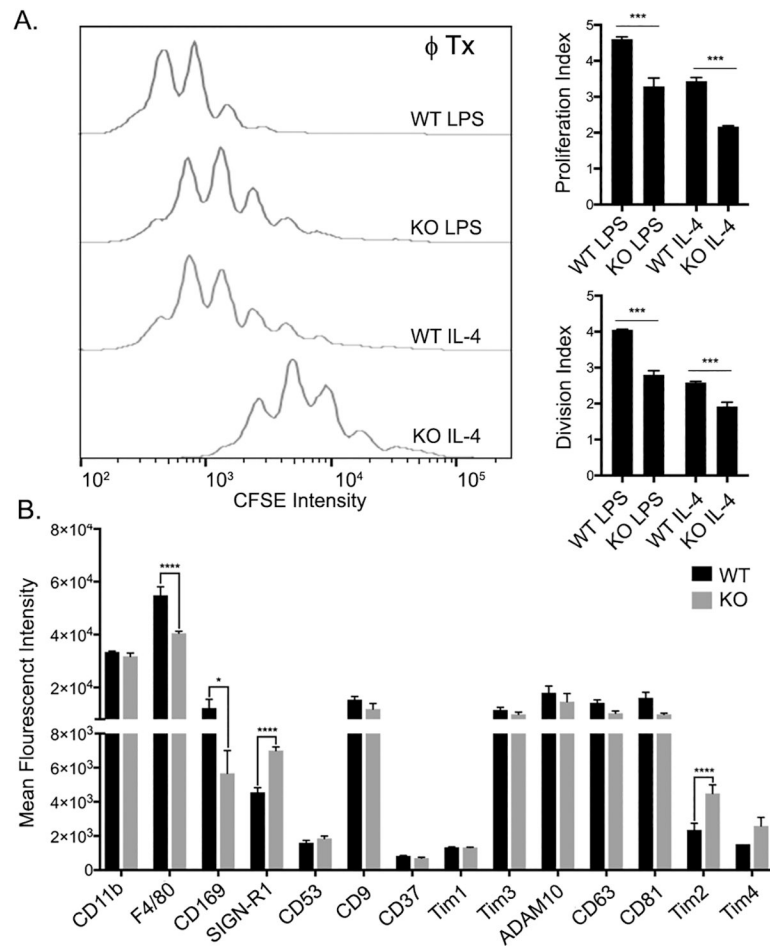 A.
ϕ Tx
WT LPS
KO LPS
WT IL-4
KO IL-4
10² 10³ 10⁴ 10⁵
CFSE Intensity
***
***
5
4
3
2
1
0
Proliferation Index
WT LPS
KO LPS
WT IL-4
KO IL-4
***
***
5
4
3
2
1
0
Division Index
WT LPS
KO LPS
WT IL-4
KO IL-4
B.
WT
KO
Mean Flourescenct Intensity
8×10⁴
6×10⁴
4×10⁴
2×10⁴
8×10³
6×10³
4×10³
2×10³
0
****
*
****
****
CD11b
F4/80
CD169
SIGN-R1
CD53
CD9
CD37
Tim1
Tim3
ADAM10
CD63
CD81
Tim2
Tim4